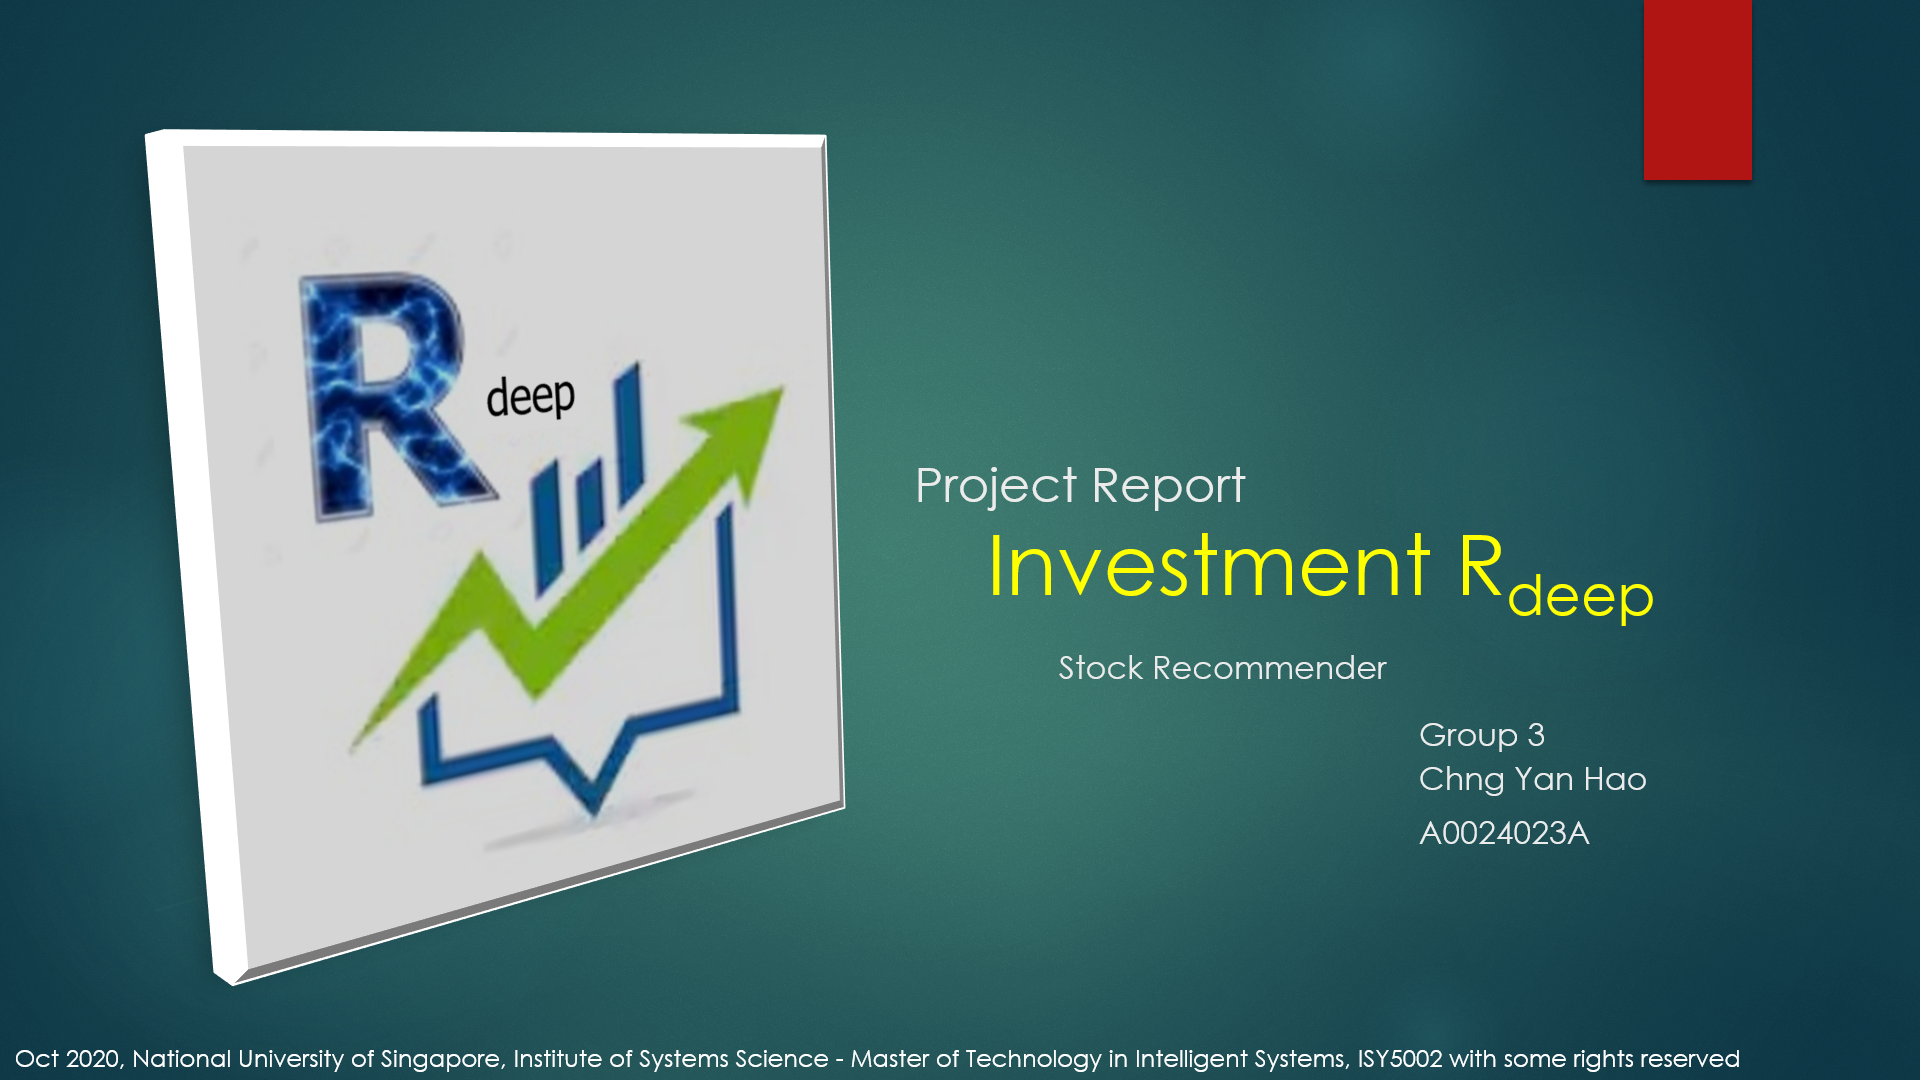 R
deep
Project Report
Investment Rdeep
Stock Recommender
Group 3
Chng Yan Hao
A0024023A
Oct 2020, National University of Singapore, Institute of Systems Science - Master of Technology in Intelligent Systems, ISY5002 with some rights reserved